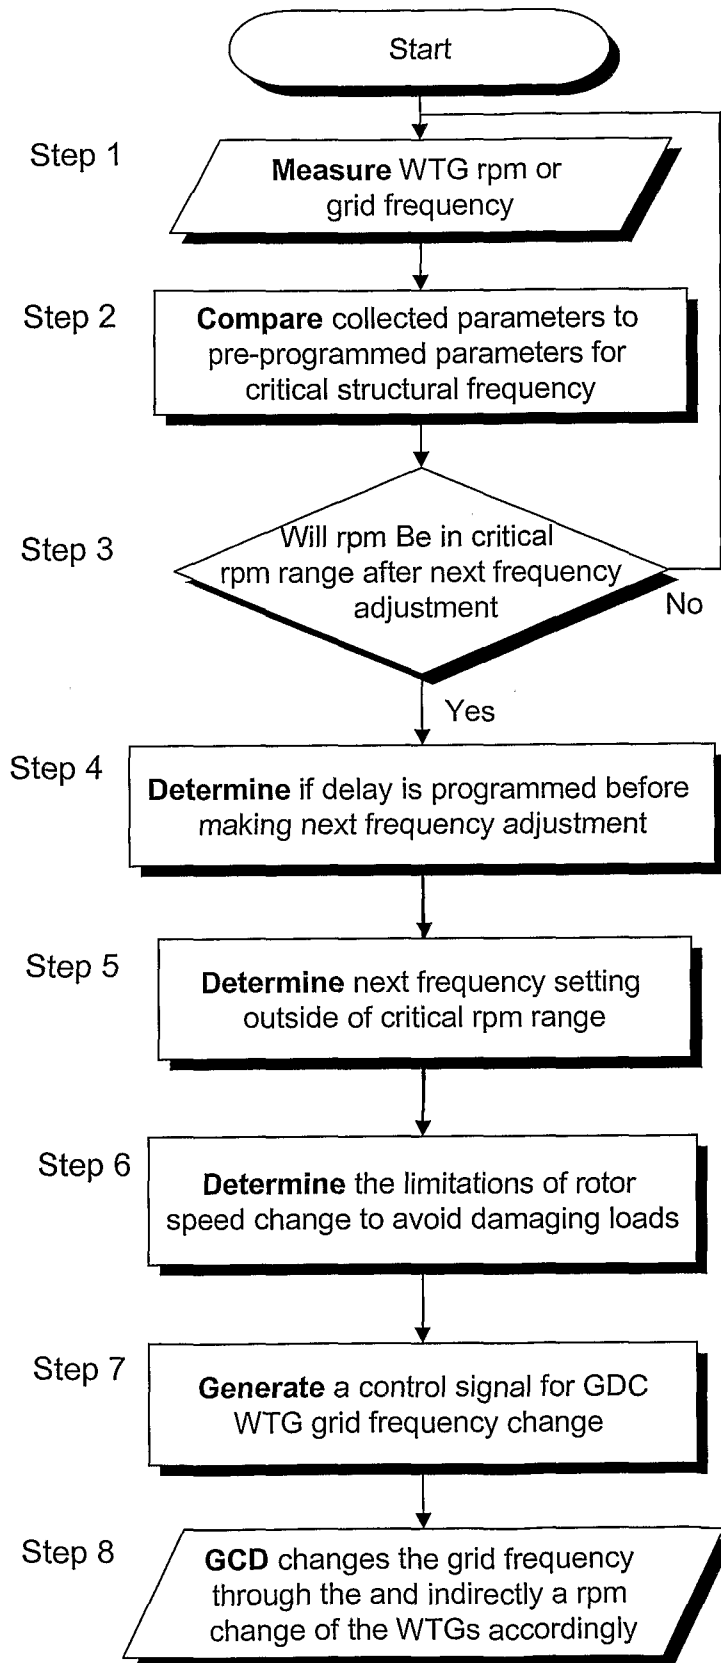 Start
Step 1
Measure WTG rpm or
grid frequency
Step 2
Compare collected parameters to
pre-programmed parameters for
critical structural frequency
Step 3
Will rpm Be in critical
rpm range after next frequency
adjustment
No
Yes
Step 4
Determine if delay is programmed before
making next frequency adjustment
Step 5
Determine next frequency setting
outside of critical rpm range
Step 6
Determine the limitations of rotor
speed change to avoid damaging loads
Step 7
Generate a control signal for GDC
WTG grid frequency change
Step 8
GCD changes the grid frequency
through the and indirectly a rpm
change of the WTGs accordingly